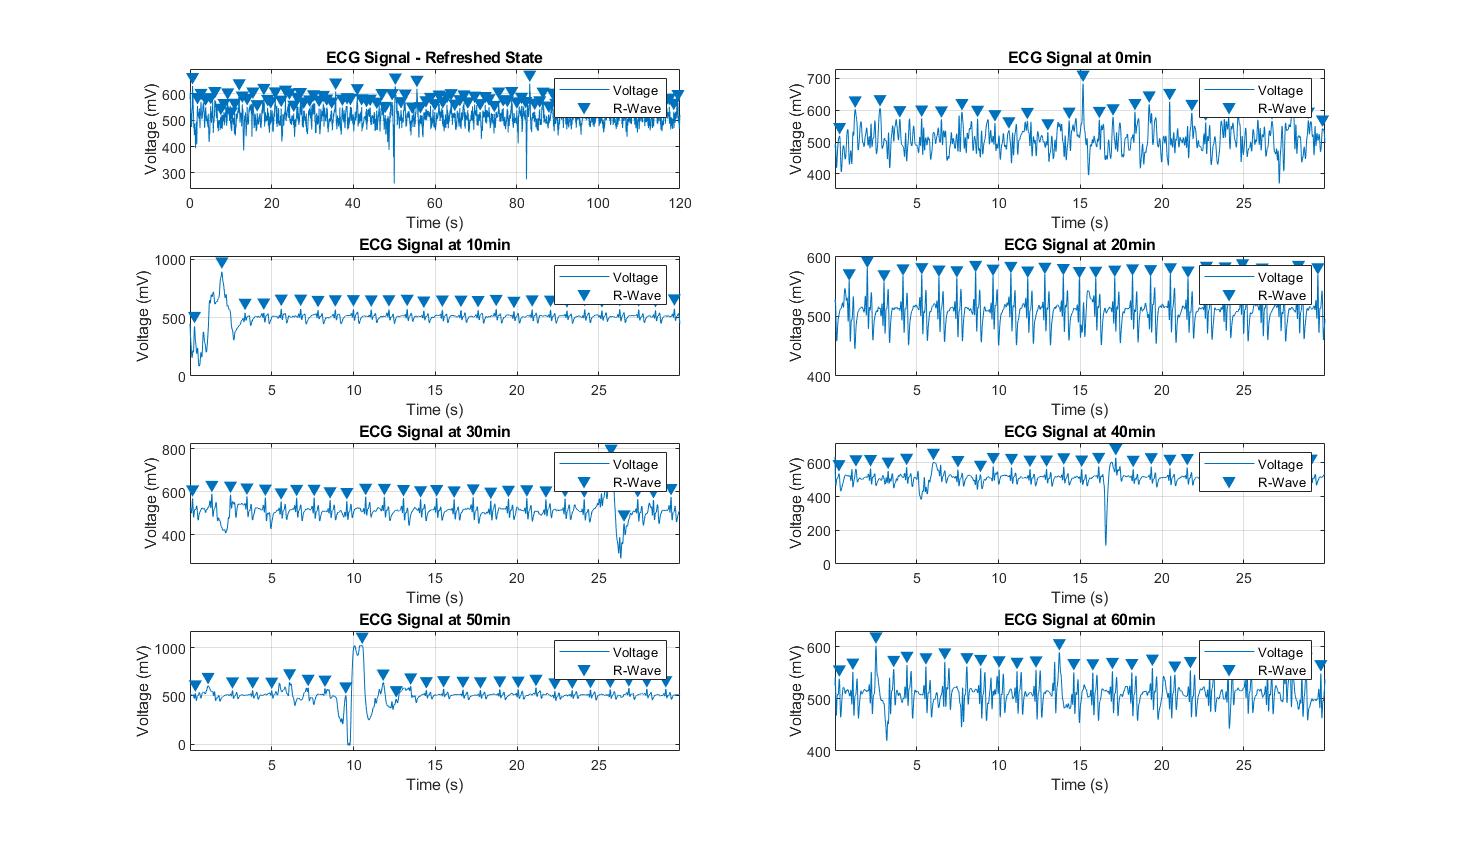 ECG Signal - Refreshed State
Voltage (mV)
600
500
400
300
Voltage
R-Wave
0 20 40 60 80 100 120
Time (s)
ECG Signal at 0min
Voltage (mV)
700
600
500
400
Voltage
R-Wave
5 10 15 20 25
Time (s)
ECG Signal at 10min
Voltage (mV)
1000
500
0
Voltage
R-Wave
5 10 15 20 25
Time (s)
ECG Signal at 20min
Voltage (mV)
600
500
400
Voltage
R-Wave
5 10 15 20 25
Time (s)
ECG Signal at 30min
Voltage (mV)
800
600
400
Voltage
R-Wave
5 10 15 20 25
Time (s)
ECG Signal at 40min
Voltage (mV)
600
400
200
0
Voltage
R-Wave
5 10 15 20 25
Time (s)
ECG Signal at 50min
Voltage (mV)
1000
500
0
Voltage
R-Wave
5 10 15 20 25
Time (s)
ECG Signal at 60min
Voltage (mV)
600
500
400
Voltage
R-Wave
5 10 15 20 25
Time (s)